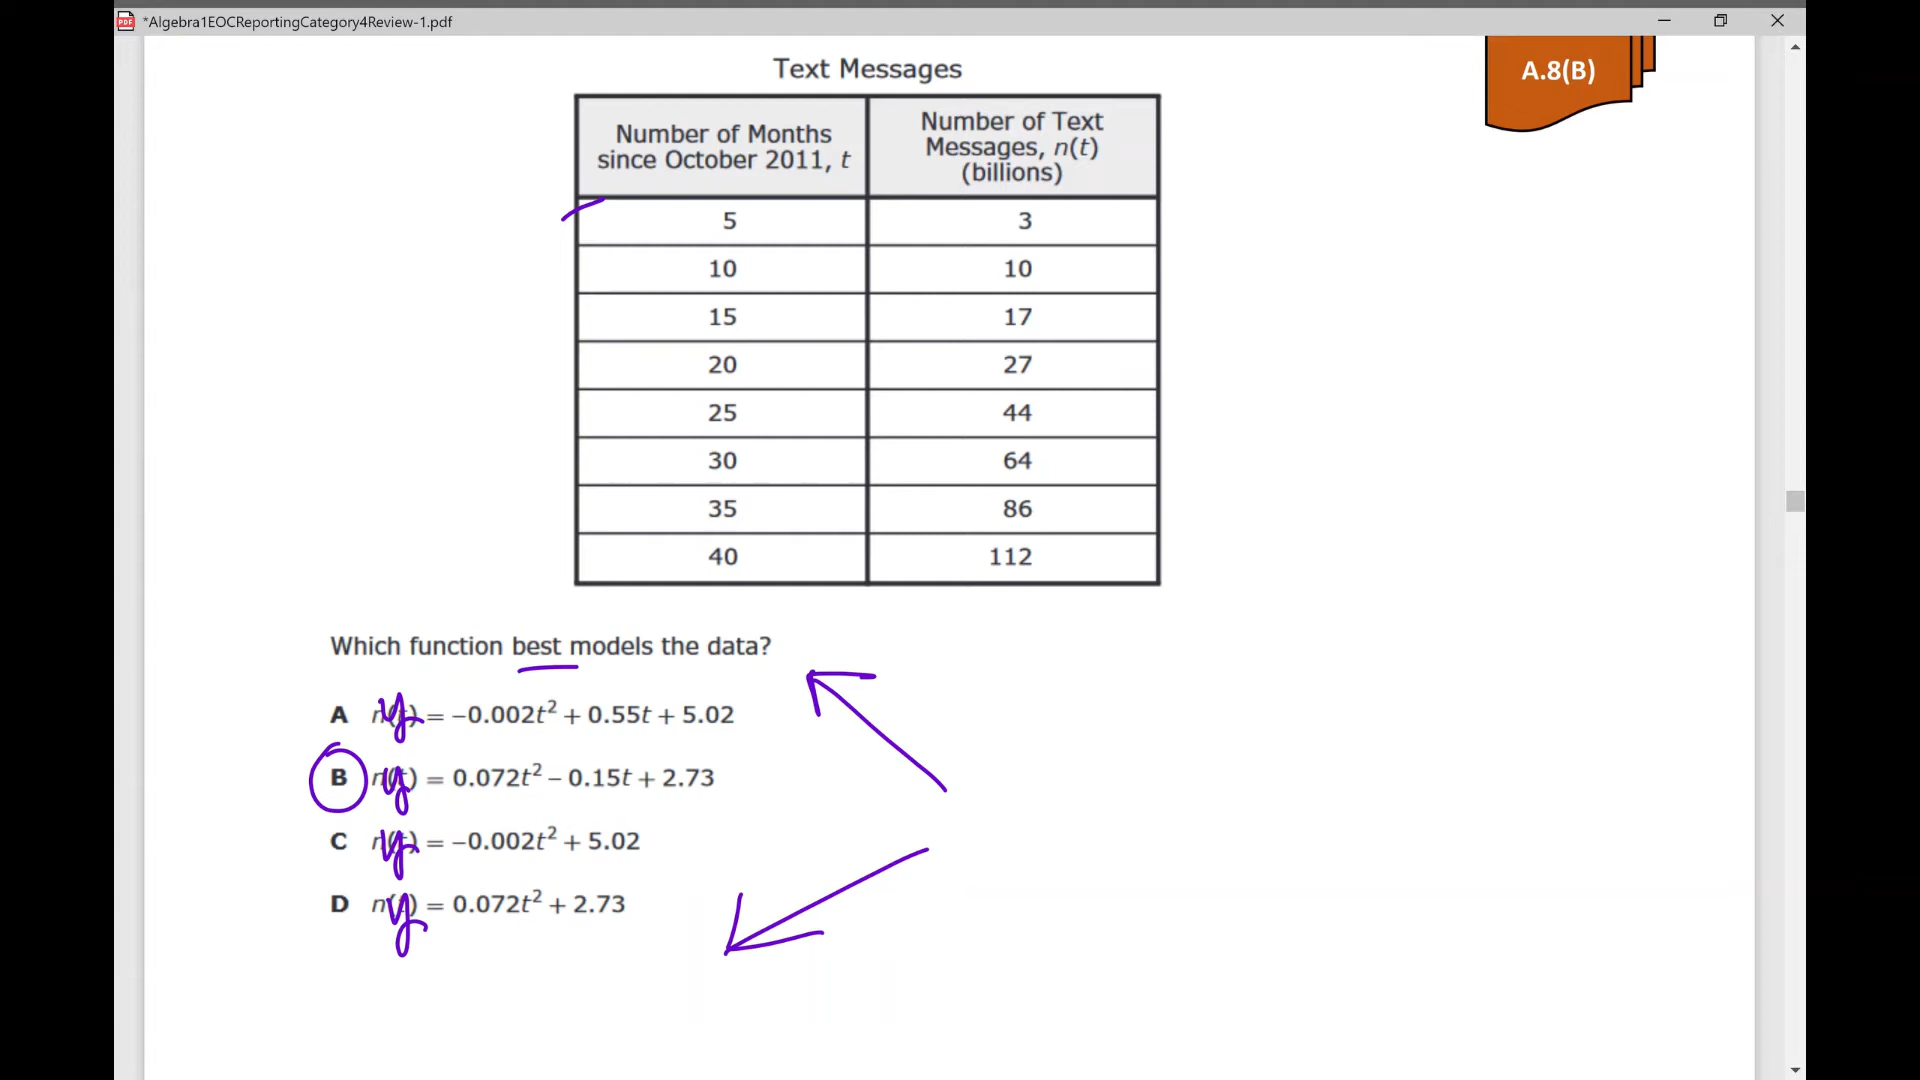 *Algebra1EOCReportingCategory4Review-1.pdf
A.8(B)
Text Messages
Number of Months since October 2011, t
Number of Text Messages, n(t) (billions)
5 3
10 10
15 17
20 27
25 44
30 64
35 86
40 112
Which function best models the data?
A n(t) = −0.002t² + 0.55t + 5.02
y
B n(t) = 0.072t² − 0.15t + 2.73
y
C n(t) = −0.002t² + 5.02
y
D n(t) = 0.072t² + 2.73
y